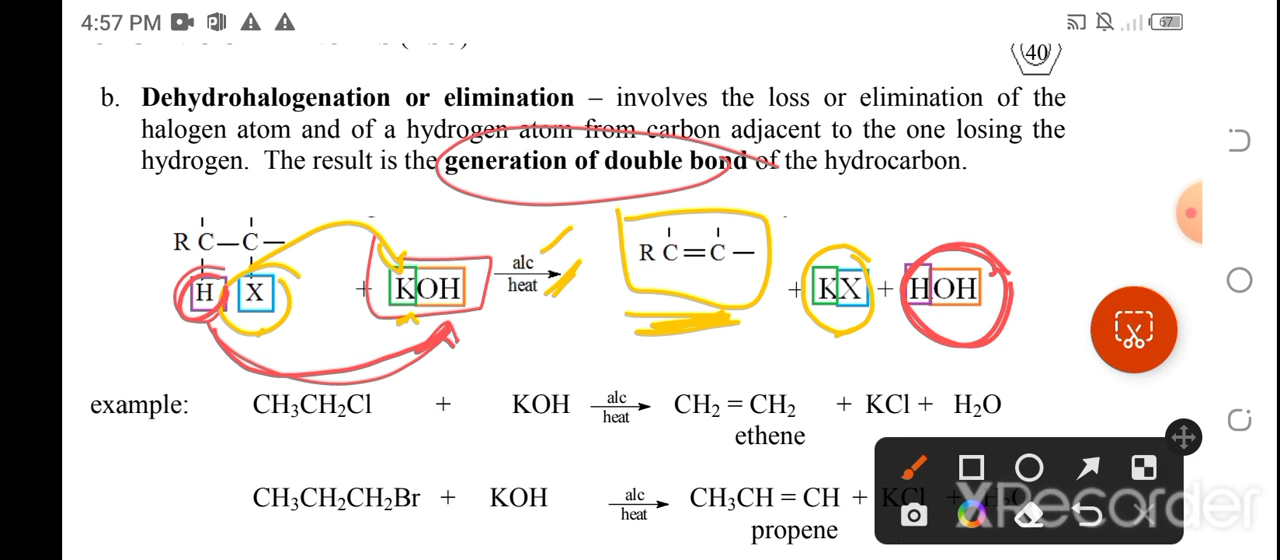 4:57 PM
67
(40)
b. Dehydrohalogenation or elimination – involves the loss or elimination of the
halogen atom and of a hydrogen atom from carbon adjacent to the one losing the
hydrogen. The result is the generation of double bond of the hydrocarbon.
R C – C –
H X + KOH alc heat R C = C – + KX + HOH
example: CH₃CH₂Cl + KOH alc heat CH₂ = CH₂ + KCl + H₂O
ethene
CH₃CH₂CH₂Br + KOH alc heat CH₃CH = CH + KCl +
propene
XRecorder